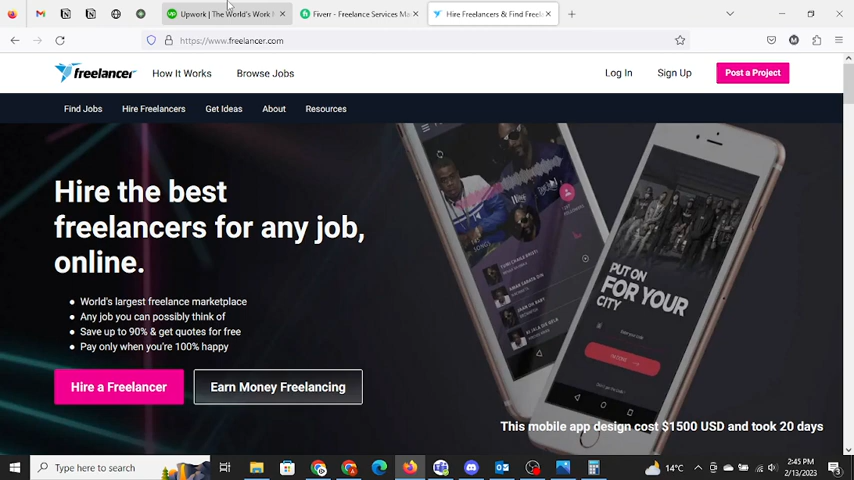 Upwork | The World's Work
Fiverr - Freelance Services Ma
Hire Freelancers & Find Freela
https://www.freelancer.com
freelancer
How It Works
Browse Jobs
Log In
Sign Up
Post a Project
Find Jobs
Hire Freelancers
Get Ideas
About
Resources
Hire the best
freelancers for any job,
online.
World's largest freelance marketplace
Any job you can possibly think of
Save up to 90% & get quotes for free
Pay only when you're 100% happy
Hire a Freelancer
Earn Money Freelancing
PUT ON
FOR YOUR
CITY
This mobile app design cost $1500 USD and took 20 days
Type here to search
14°C
2:45 PM
2/13/2023